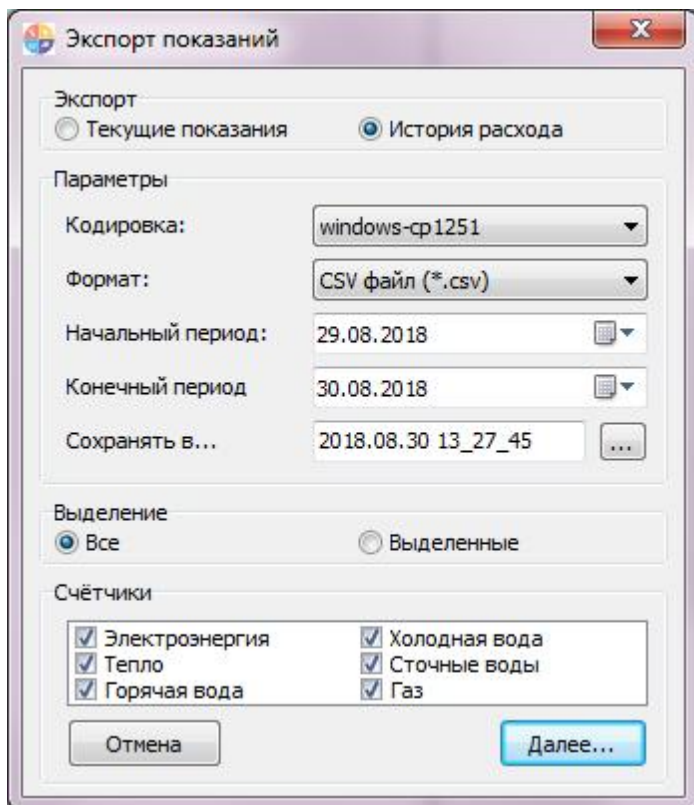 Экспорт показаний
Экспорт
Текущие показания История расхода
Параметры
Кодировка: windows-cp1251
Формат: CSV файл (*.csv)
Начальный период: 29.08.2018
Конечный период 30.08.2018
Сохранять в... 2018.08.30 13_27_45 ...
Выделение
Все Выделенные
Счётчики
Электроэнергия Холодная вода
Тепло Сточные воды
Горячая вода Газ
Отмена Далее...